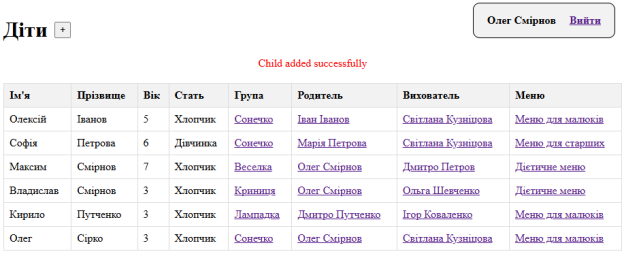 Олег Смірнов Вийти
Діти +
Child added successfully
Ім'я Прізвище Вік Стать Група Родитель Вихователь Меню
Олексій Іванов 5 Хлопчик Сонечко Іван Іванов Світлана Кузніцова Меню для малюків
Софія Петрова 6 Дівчинка Сонечко Марія Петрова Світлана Кузніцова Меню для старших
Максим Смірнов 7 Хлопчик Веселка Олег Смірнов Дмитро Петров Дієтичне меню
Владислав Смірнов 3 Хлопчик Криниця Олег Смірнов Ольга Шевченко Дієтичне меню
Кирило Путченко 3 Хлопчик Лампадка Дмитро Путченко Ігор Коваленко Меню для малюків
Олег Сірко 3 Хлопчик Сонечко Олег Смірнов Світлана Кузніцова Меню для малюків